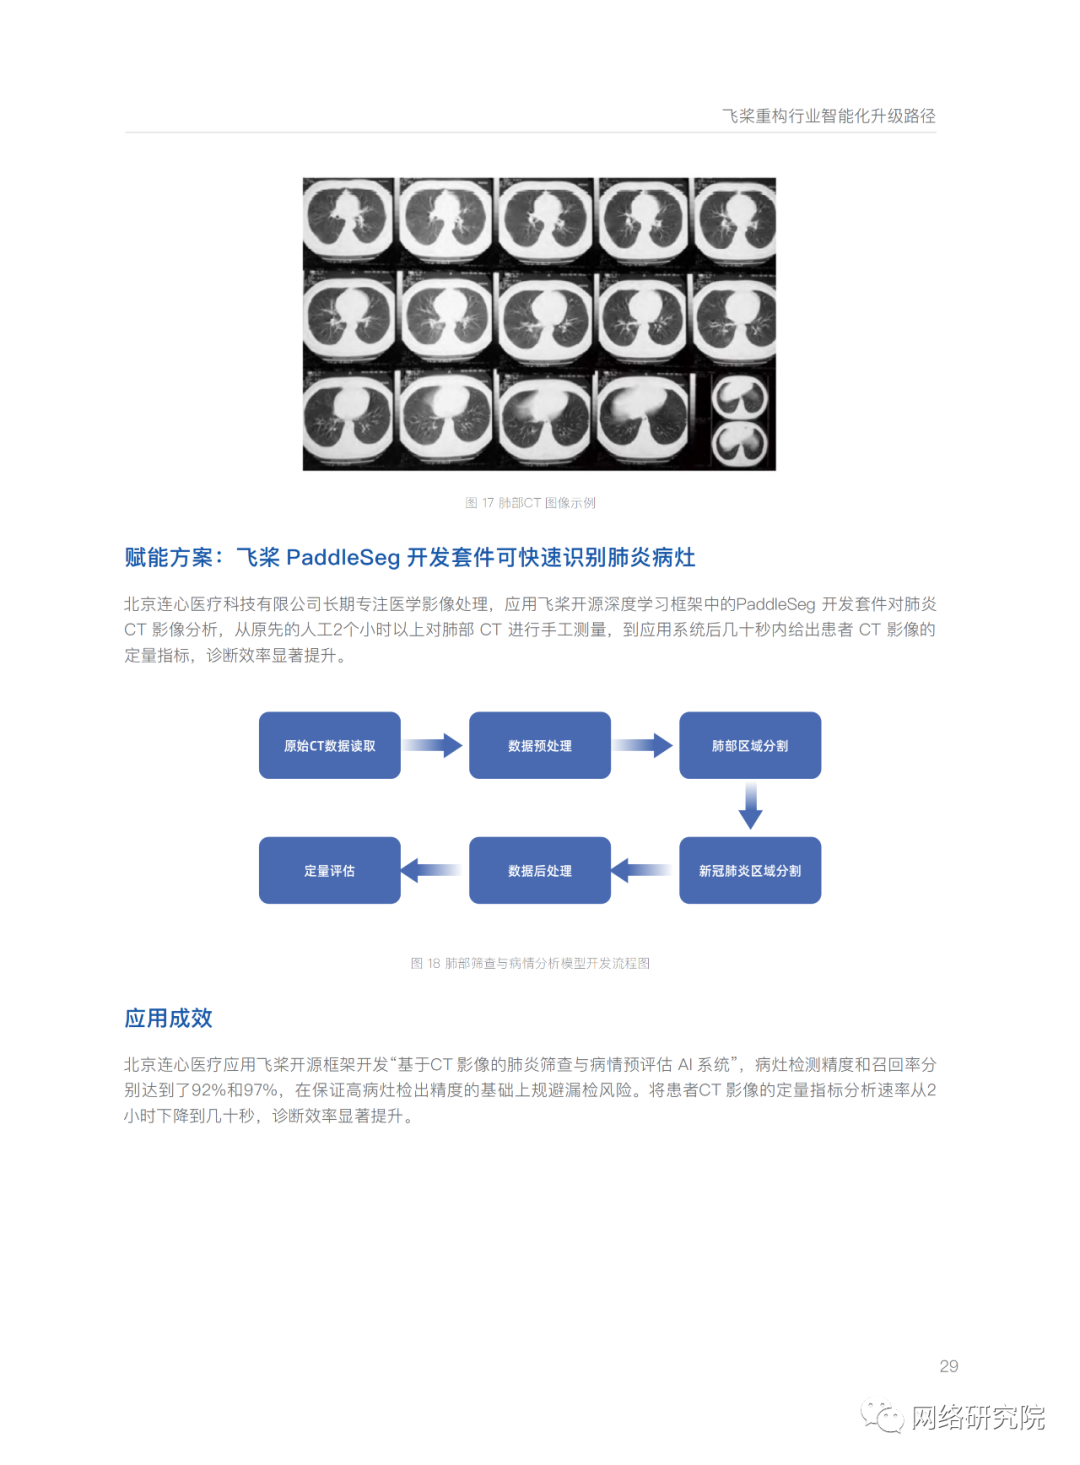 飞桨重构行业智能化升级路径
图 17 肺部CT 图像示例
赋能方案：飞桨 PaddleSeg 开发套件可快速识别肺炎病灶
北京连心医疗科技有限公司长期专注医学影像处理，应用飞桨开源深度学习框架中的PaddleSeg 开发套件对肺炎
CT 影像分析，从原先的人工2个小时以上对肺部 CT 进行手工测量，到应用系统后几十秒内给出患者 CT 影像的
定量指标，诊断效率显著提升。
原始CT数据读取
数据预处理
肺部区域分割
定量评估
数据后处理
新冠肺炎区域分割
图 18 肺部筛查与病情分析模型开发流程图
应用成效
北京连心医疗应用飞桨开源框架开发“基于CT 影像的肺炎筛查与病情预评估 AI 系统”，病灶检测精度和召回率分
别达到了92%和97%，在保证高病灶检出精度的基础上规避漏检风险。将患者CT 影像的定量指标分析速率从2
小时下降到几十秒，诊断效率显著提升。
29
网络研究院